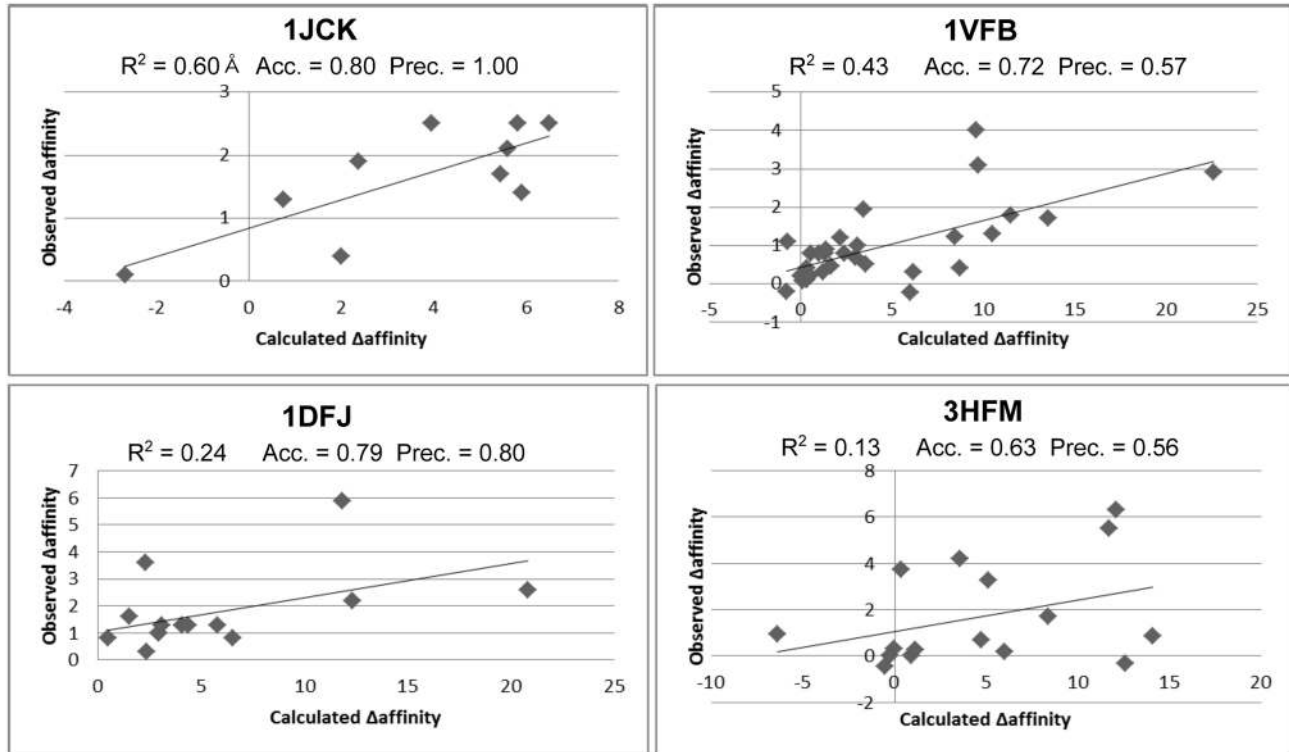 1JCK
R² = 0.60 Å Acc. = 0.80 Prec. = 1.00
Observed Δaffinity
3
2
1
0
-4 -2 0 2 4 6 8
Calculated Δaffinity
1VFB
R² = 0.43 Acc. = 0.72 Prec. = 0.57
Observed Δaffinity
5
4
3
2
1
0
-1
-5 0 5 10 15 20 25
Calculated Δaffinity
1DFJ
R² = 0.24 Acc. = 0.79 Prec. = 0.80
Observed Δaffinity
7
6
5
4
3
2
1
0
0 5 10 15 20 25
Calculated Δaffinity
3HFM
R² = 0.13 Acc. = 0.63 Prec. = 0.56
Observed Δaffinity
8
6
4
2
0
-2
-10 -5 0 5 10 15 20
Calculated Δaffinity